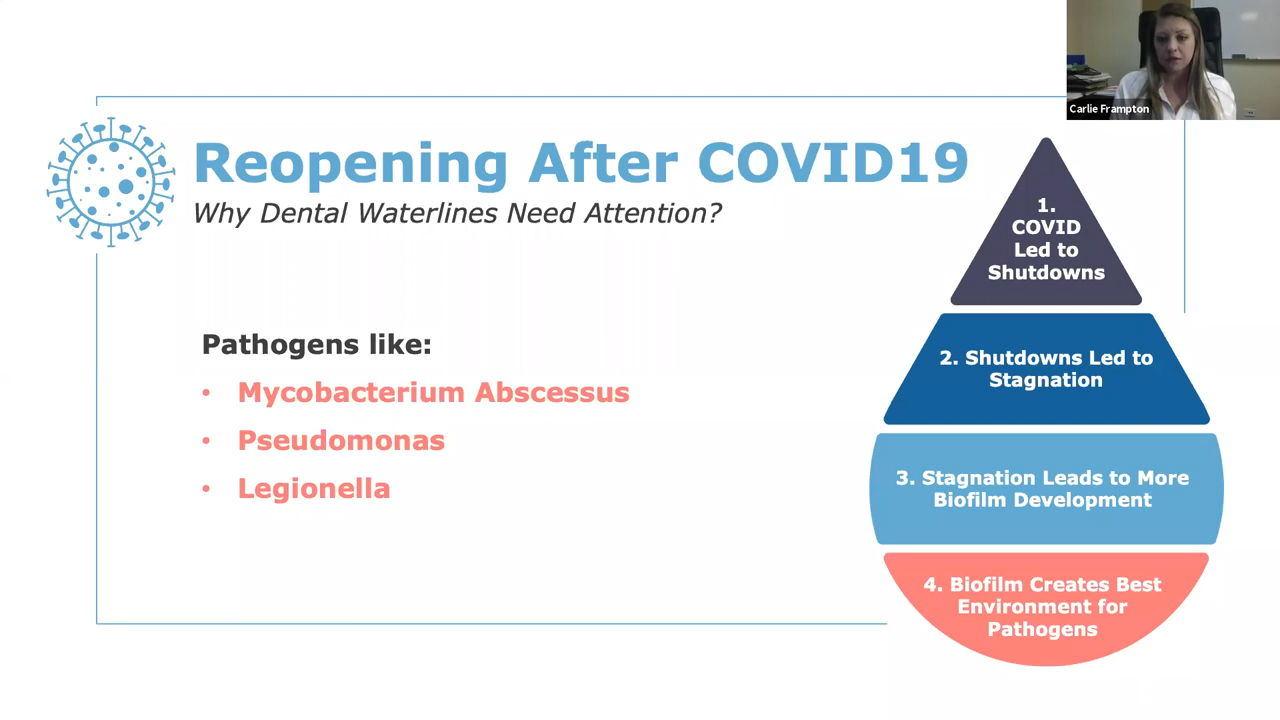 Carlie Frampton
Reopening After COVID19
Why Dental Waterlines Need Attention?
Pathogens like:
• Mycobacterium Abscessus
• Pseudomonas
• Legionella
1.
COVID
Led to
Shutdowns
2. Shutdowns Led to
Stagnation
3. Stagnation Leads to More
Biofilm Development
4. Biofilm Creates Best
Environment for
Pathogens